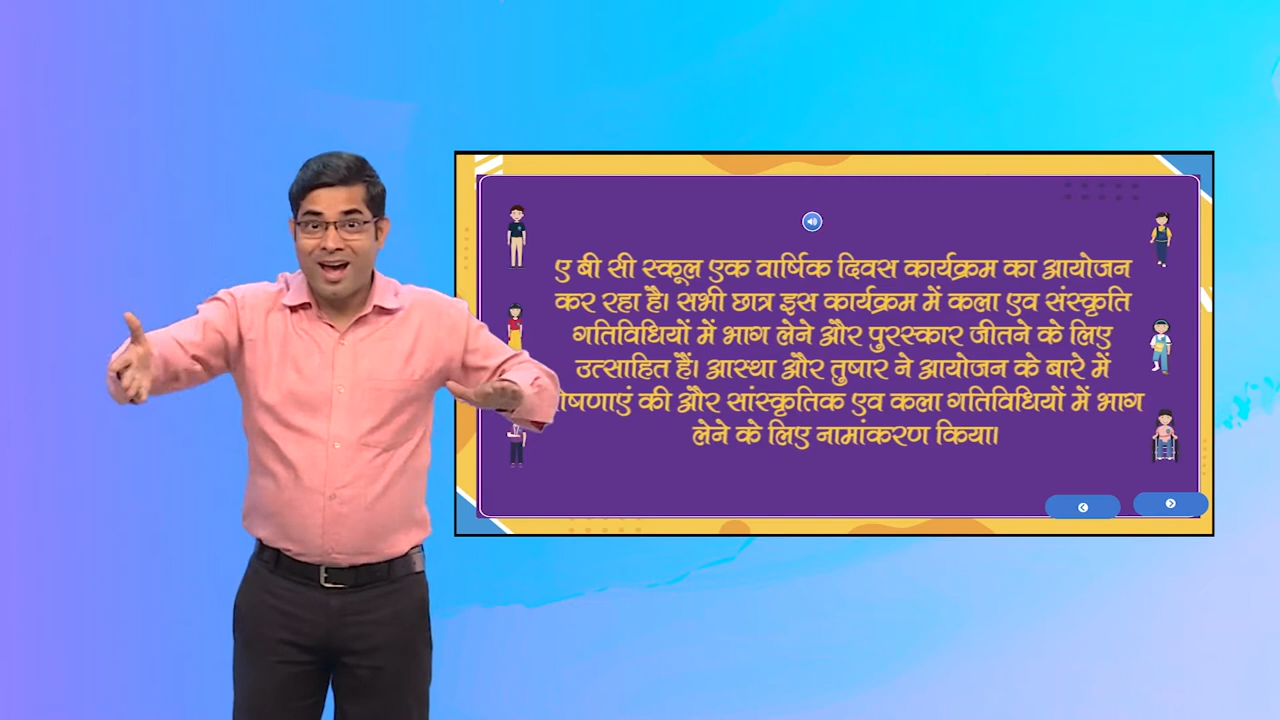 ए बी सी स्कूल एक वार्षिक दिवस कार्यक्रम का आयोजन
कर रहा है। सभी छात्र इस कार्यक्रम में कला एव संस्कृति
गतिविधियों में भाग लेने और पुरस्कार जीतने के लिए
उत्साहित हैं। आस्था और तुषार ने आयोजन के बारे में
की और सांस्कृतिक एव कला गतिविधियों में भाग
लेने के लिए नामांकरण किया।